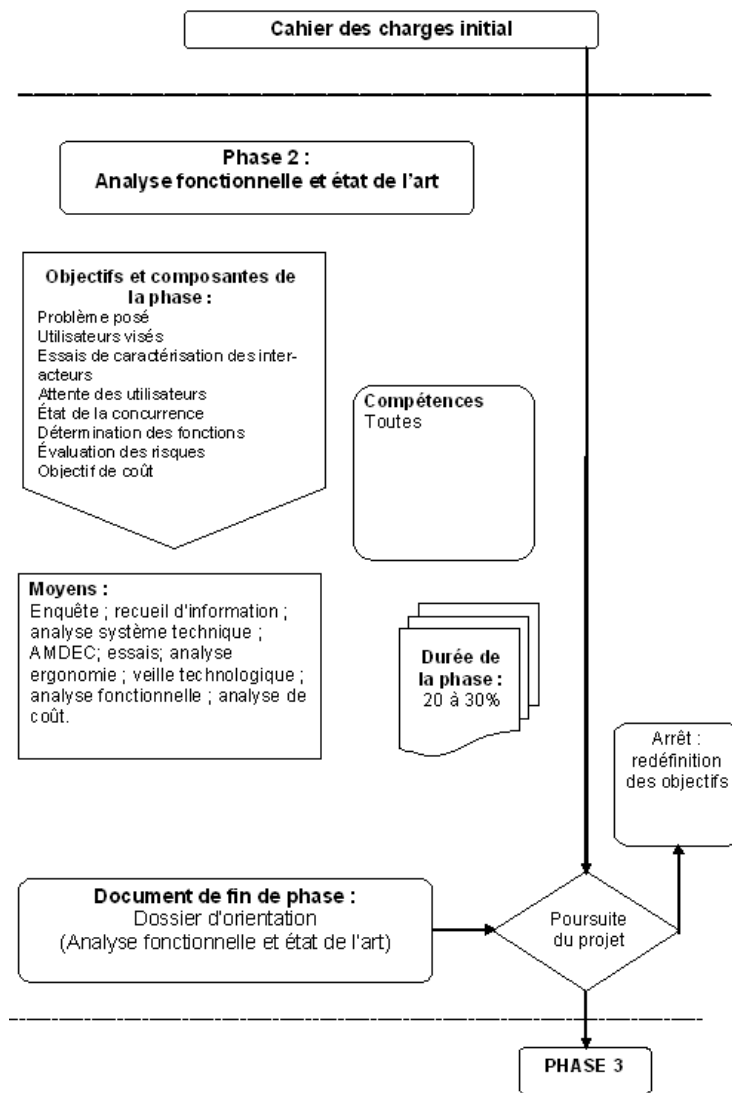 Cahier des charges initial
Phase 2 :
Analyse fonctionnelle et état de l'art
Objectifs et composantes de
la phase :
Problème posé
Utilisateurs visés
Essais de caractérisation des inter-
acteurs
Attente des utilisateurs
État de la concurrence
Détermination des fonctions
Évaluation des risques
Objectif de coût
Compétences
Toutes
Moyens :
Enquête ; recueil d'information ;
analyse système technique ;
AMDEC; essais; analyse
ergonomie ; veille technologique ;
analyse fonctionnelle ; analyse de
coût.
Durée de
la phase :
20 à 30%
Arrêt :
redéfinition
des objectifs
Document de fin de phase :
Dossier d'orientation
(Analyse fonctionnelle et état de l'art)
Poursuite
du projet
PHASE 3